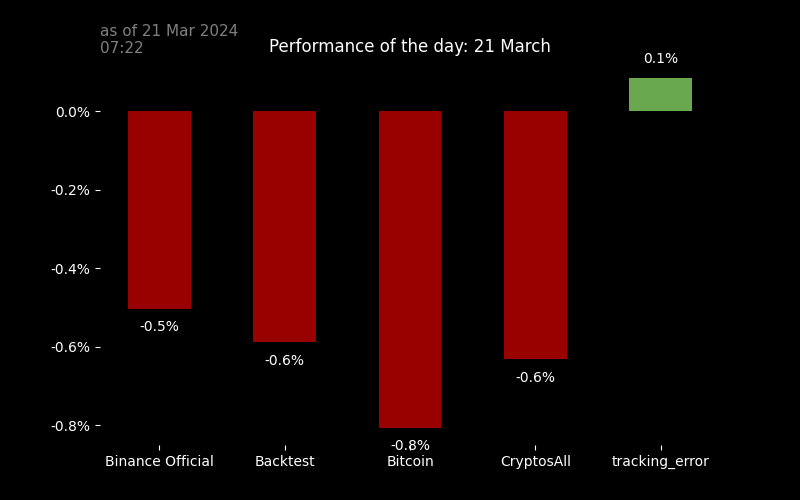 as of 21 Mar 2024
07:22
Performance of the day: 21 March
0.1%
0.0%
-0.2%
-0.4%
-0.6%
-0.8%
-0.5%
-0.6%
-0.8%
-0.6%
Binance Official
Backtest
Bitcoin
CryptosAll
tracking_error